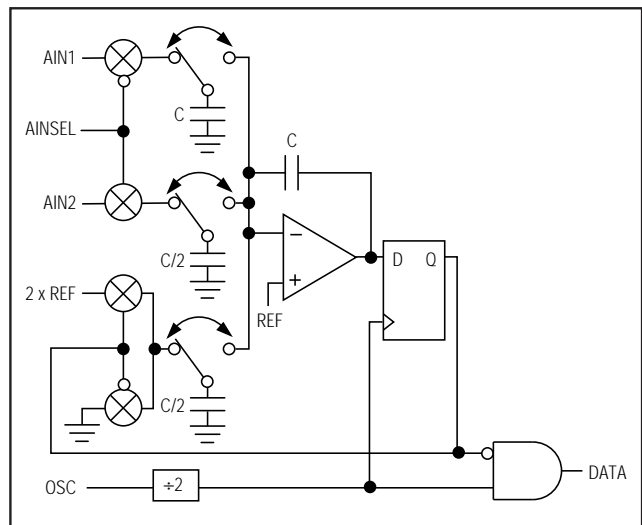 AIN1
C
AINSEL
C
AIN2
C/2
D Q
2 x REF
REF
C/2
DATA
OSC
÷2
−
+